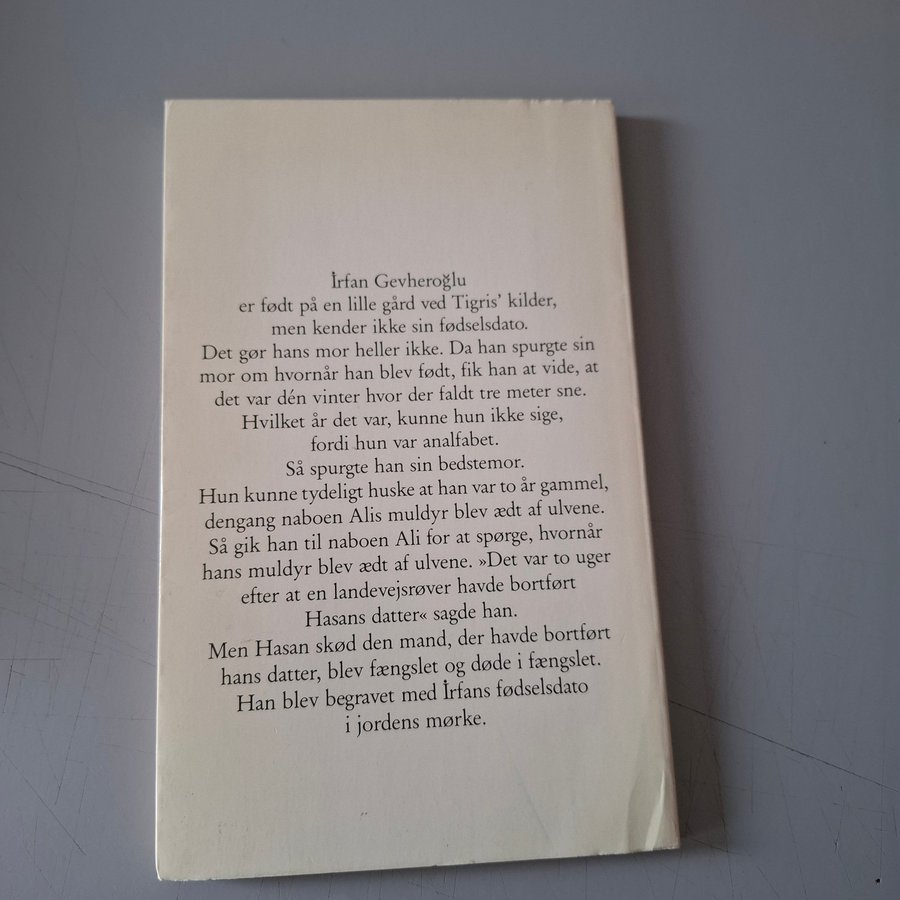 İrfan Gevheroğlu
er født på en lille gård ved Tigris’ kilder,
men kender ikke sin fødselsdato.
Det gør hans mor heller ikke. Da han spurgte sin
mor om hvornår han blev født, fik han at vide, at
det var dén vinter hvor der faldt tre meter sne.
Hvilket år det var, kunne hun ikke sige,
fordi hun var analfabet.
Så spurgte han sin bedstemor.
Hun kunne tydeligt huske at han var to år gammel,
dengang naboen Alis muldyr blev ædt af ulvene.
Så gik han til naboen Ali for at spørge, hvornår
hans muldyr blev ædt af ulvene. »Det var to uger
efter at en landevejsrøver havde bortført
Hasans datter« sagde han.
Men Hasan skød den mand, der havde bortført
hans datter, blev fængslet og døde i fængslet.
Han blev begravet med İrfans fødselsdato
i jordens mørke.